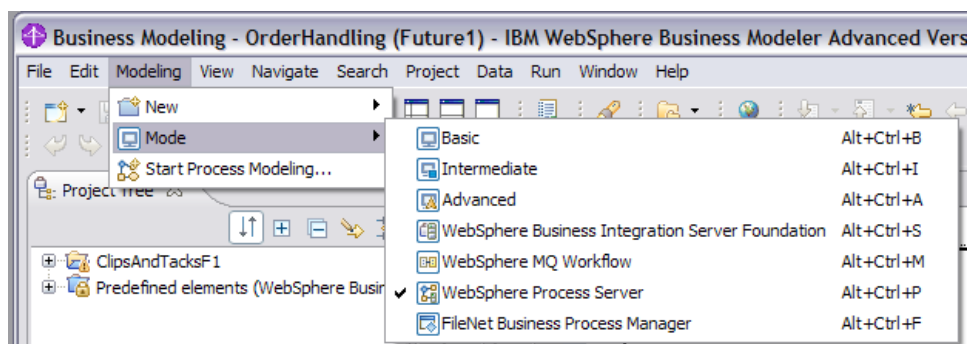 Business Modeling - OrderHandling (Future1) - IBM WebSphere Business Modeler Advanced Vers
File Edit Modeling View Navigate Search Project Data Run Window Help
New
Mode
Start Process Modeling...
Basic Alt+Ctrl+B
Intermediate Alt+Ctrl+I
Advanced Alt+Ctrl+A
WebSphere Business Integration Server Foundation Alt+Ctrl+S
WebSphere MQ Workflow Alt+Ctrl+M
WebSphere Process Server Alt+Ctrl+P
FileNet Business Process Manager Alt+Ctrl+F
Project Tree
ClipsAndTacksF1
Predefined elements (WebSphere Busir